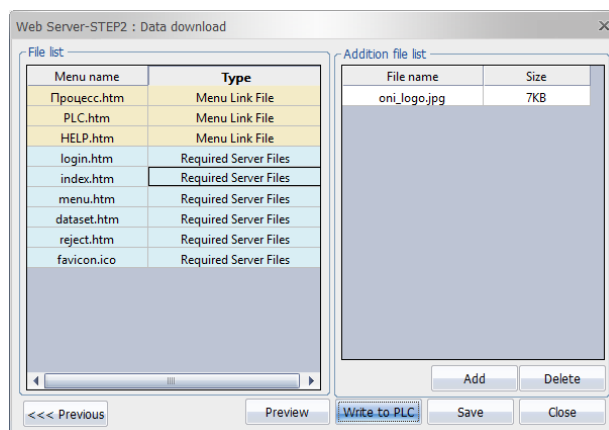 Web Server-STEP2 : Data download
File list
Menu name Type
Процесс.htm Menu Link File
PLC.htm Menu Link File
HELP.htm Menu Link File
login.htm Required Server Files
index.htm Required Server Files
menu.htm Required Server Files
dataset.htm Required Server Files
reject.htm Required Server Files
favicon.ico Required Server Files
Addition file list
File name Size
oni_logo.jpg 7KB
Add Delete
<<< Previous Preview Write to PLC Save Close